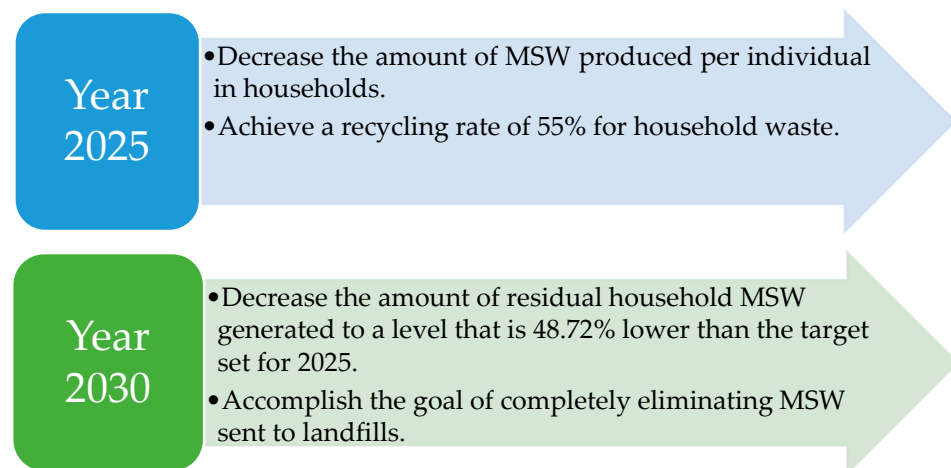 Year
2025
•Decrease the amount of MSW produced per individual
in households.
•Achieve a recycling rate of 55% for household waste.
Year
2030
•Decrease the amount of residual household MSW
generated to a level that is 48.72% lower than the target
set for 2025.
•Accomplish the goal of completely eliminating MSW
sent to landfills.